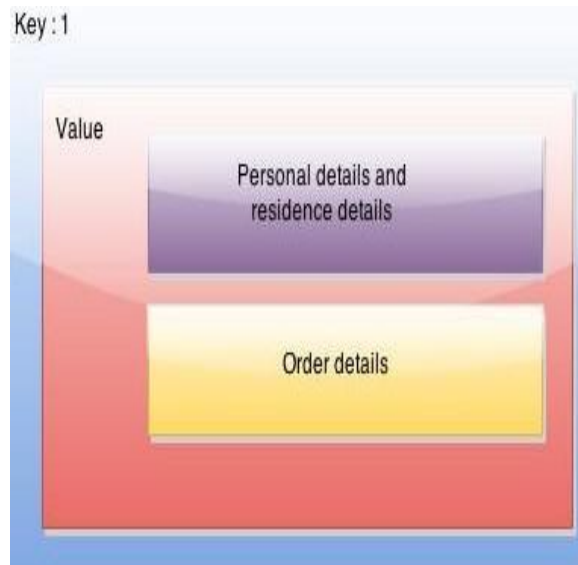 Key : 1
Value
Personal details and
residence details
Order details